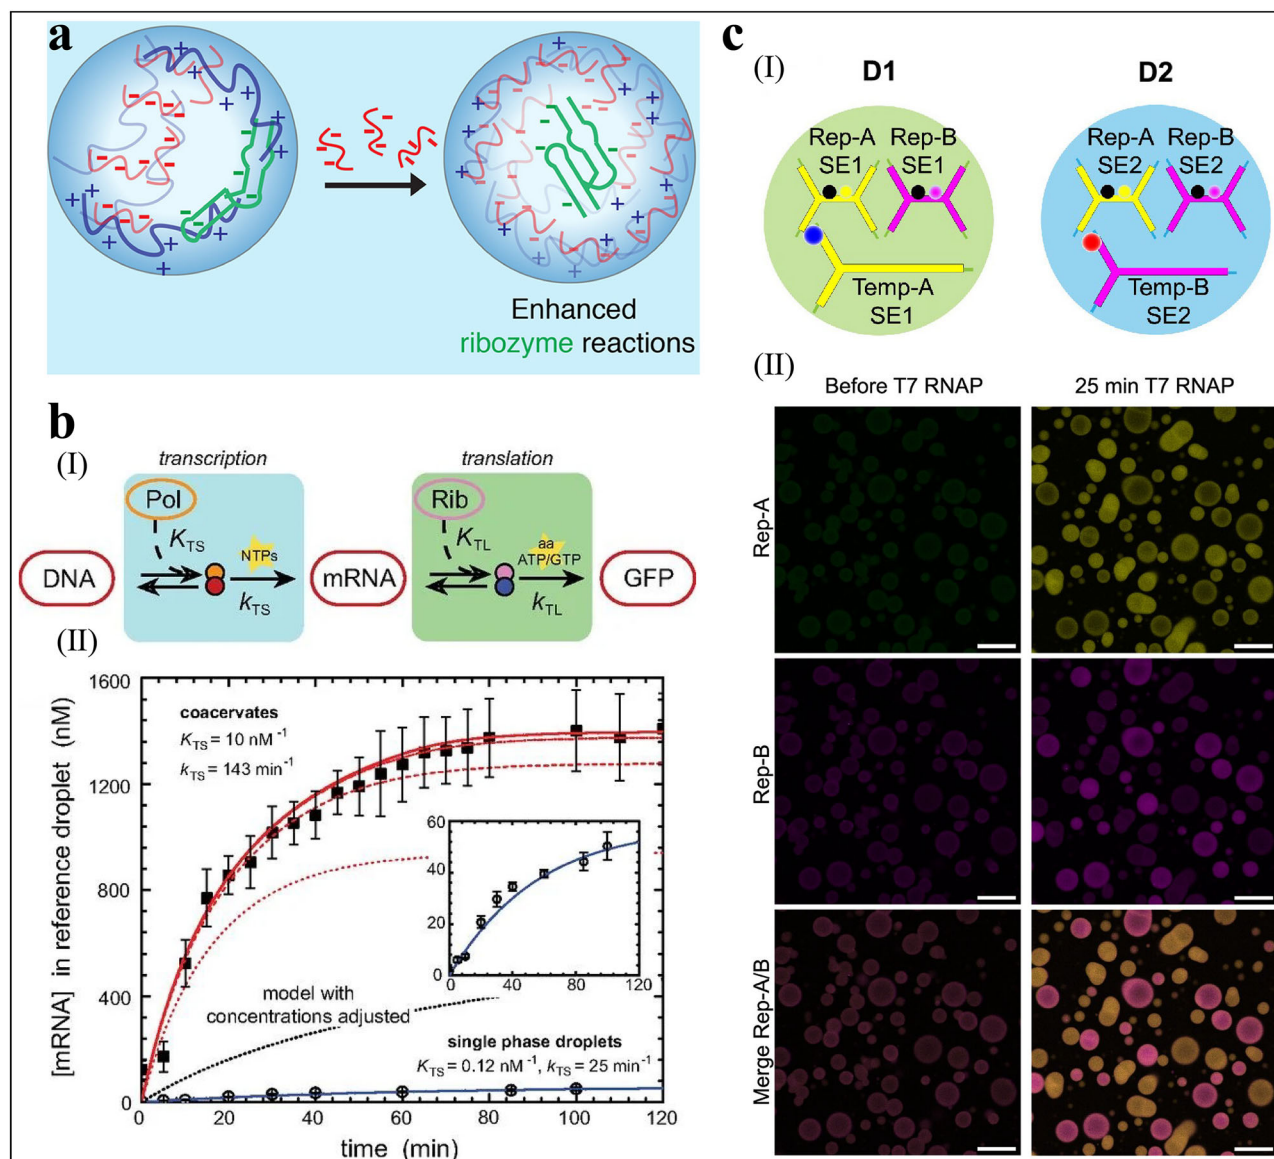 a
Enhanced
ribozyme reactions
b
(I)
transcription
translation
Pol
Rib
K_TS
K_TL
NTPs
aa
ATP/GTP
DNA
mRNA
GFP
k_TS
k_TL
(II)
[mRNA] in reference droplet (nM)
1600
1200
800
400
0
coacervates
K_TS = 10 nM⁻¹
k_TS = 143 min⁻¹
60
40
20
0
0 40 80 120
model with
concentrations adjusted
single phase droplets
K_TS = 0.12 nM⁻¹, k_TS = 25 min⁻¹
0 20 40 60 80 100 120
time (min)
c
(I)
D1
D2
Rep-A Rep-B
SE1 SE1
Temp-A
SE1
Rep-A Rep-B
SE2 SE2
Temp-B
SE2
(II)
Before T7 RNAP
25 min T7 RNAP
Rep-A
Rep-B
Merge Rep-A/B